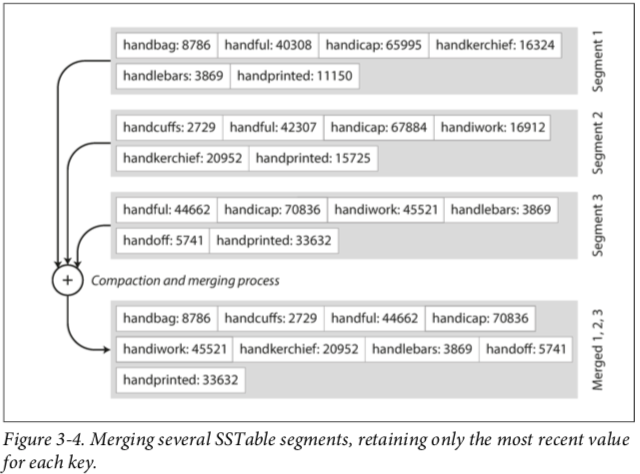 handbag: 8786 handful: 40308 handicap: 65995 handkerchief: 16324
handlebars: 3869 handprinted: 11150
Segment 1
handcuffs: 2729 handful: 42307 handicap: 67884 handiwork: 16912
handkerchief: 20952 handprinted: 15725
Segment 2
handful: 44662 handicap: 70836 handiwork: 45521 handlebars: 3869
handoff: 5741 handprinted: 33632
Segment 3
+ Compaction and merging process
handbag: 8786 handcuffs: 2729 handful: 44662 handicap: 70836
handiwork: 45521 handkerchief: 20952 handlebars: 3869 handoff: 5741
handprinted: 33632
Merged 1, 2, 3
Figure 3-4. Merging several SSTable segments, retaining only the most recent value
for each key.